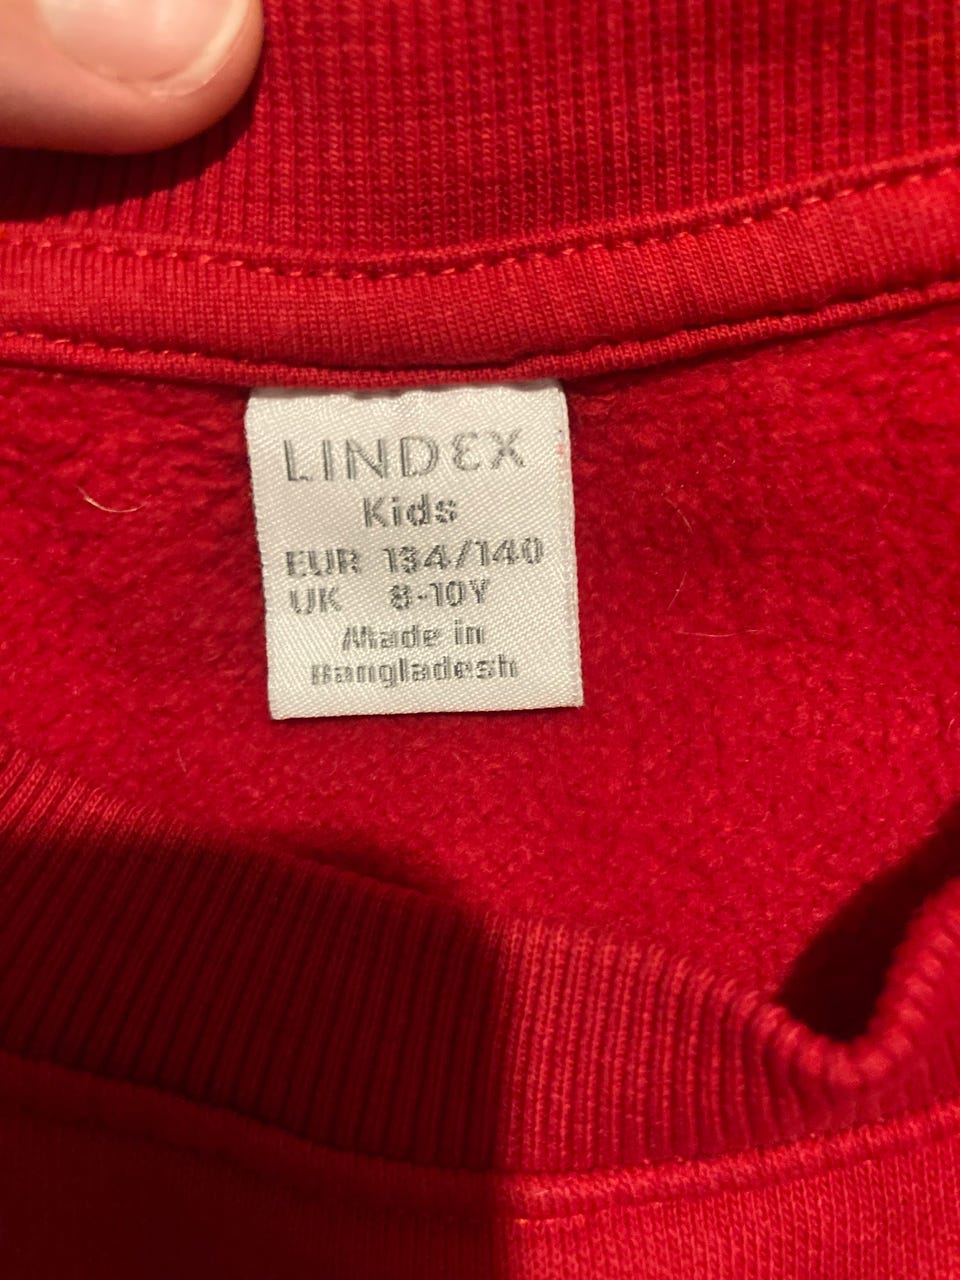 LINDEX
Kids
EUR 134/140
UK 8-10Y
Made in
Bangladesh